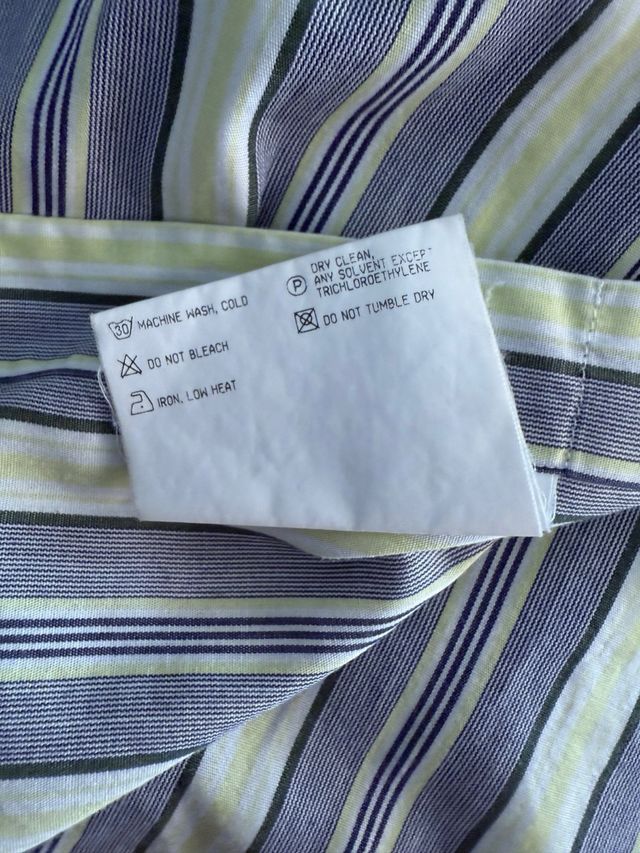 30 MACHINE WASH, COLD
DO NOT BLEACH
IRON, LOW HEAT
P DRY CLEAN,
ANY SOLVENT EXCEPT
TRICHLOROETHYLENE
DO NOT TUMBLE DRY